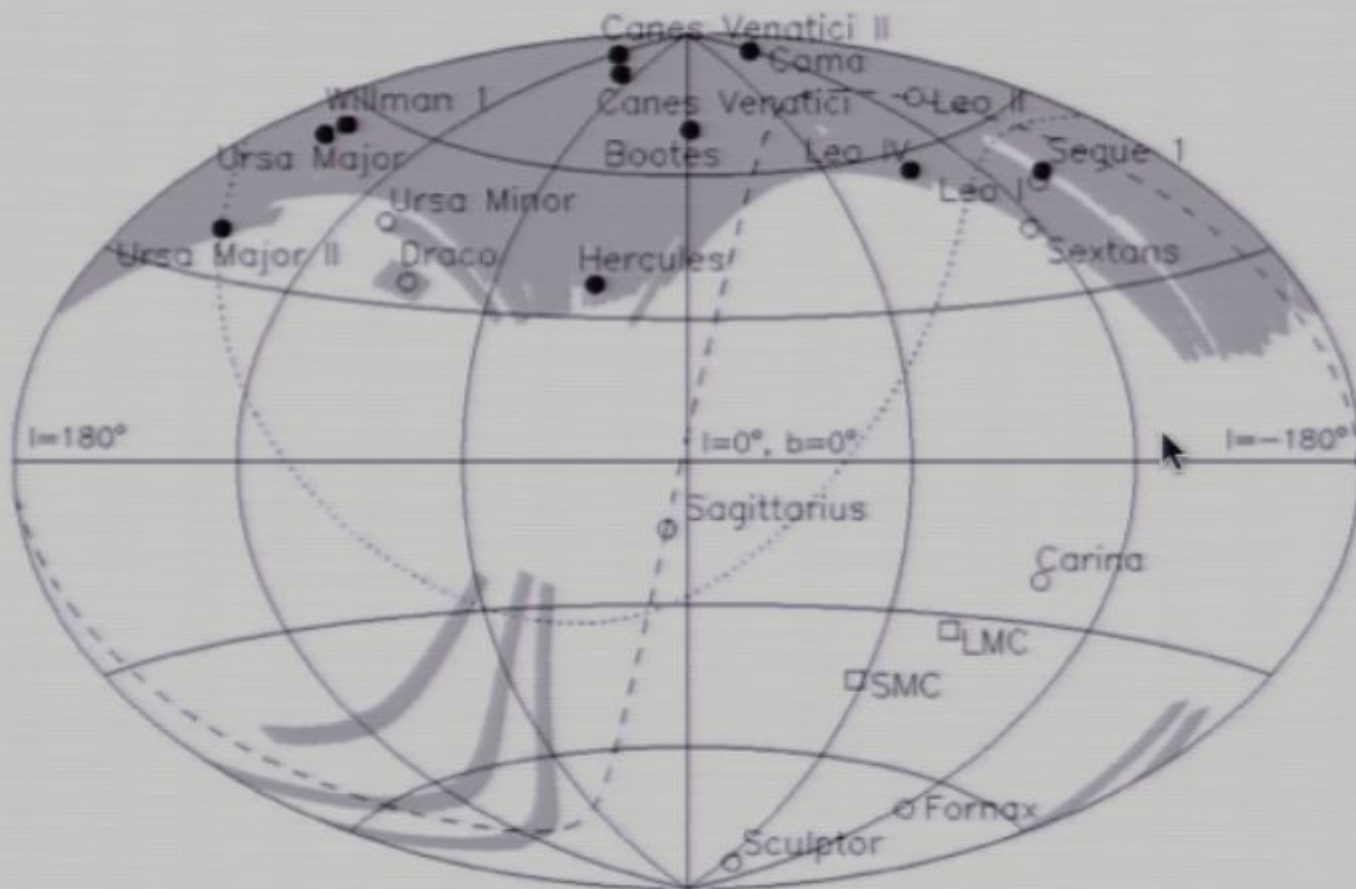 Canes Venatici II
Coma
Willman 1
Canes Venatici
Leo II
Ursa Major
Bootes
Leo IV
Segue 1
Leo I
Ursa Minor
Ursa Major II
Draco
Hercules
Sextans
l=180°
l=0°, b=0°
l=-180°
Sagittarius
Carina
LMC
SMC
Fornax
Sculptor